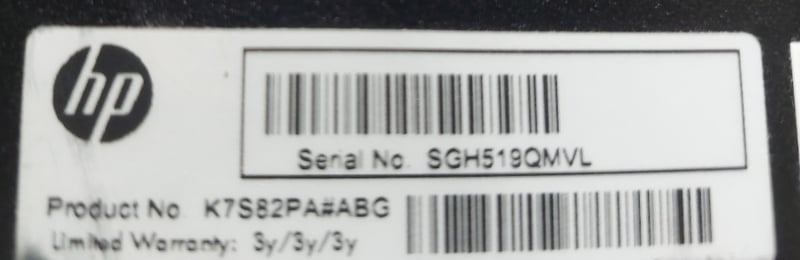 hp
Serial No. SGH519QMVL
Product No. K7S82PA#ABG
Limited Warranty: 3y/3y/3y